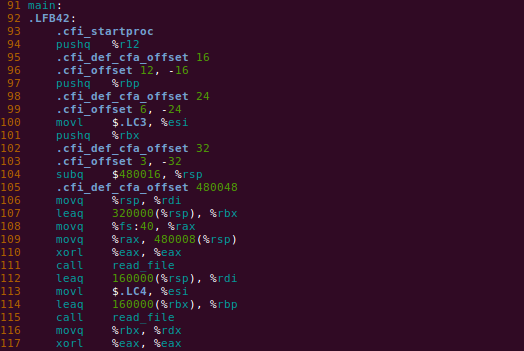 91 main:
92 .LFB42:
93 .cfi_startproc
94 pushq %r12
95 .cfi_def_cfa_offset 16
96 .cfi_offset 12, -16
97 pushq %rbp
98 .cfi_def_cfa_offset 24
99 .cfi_offset 6, -24
100 movl $.LC3, %esi
101 pushq %rbx
102 .cfi_def_cfa_offset 32
103 .cfi_offset 3, -32
104 subq $480016, %rsp
105 .cfi_def_cfa_offset 480048
106 movq %rsp, %rdi
107 leaq 320000(%rsp), %rbx
108 movq %fs:40, %rax
109 movq %rax, 480008(%rsp)
110 xorl %eax, %eax
111 call read_file
112 leaq 160000(%rsp), %rdi
113 movl $.LC4, %esi
114 leaq 160000(%rbx), %rbp
115 call read_file
116 movq %rbx, %rdx
117 xorl %eax, %eax